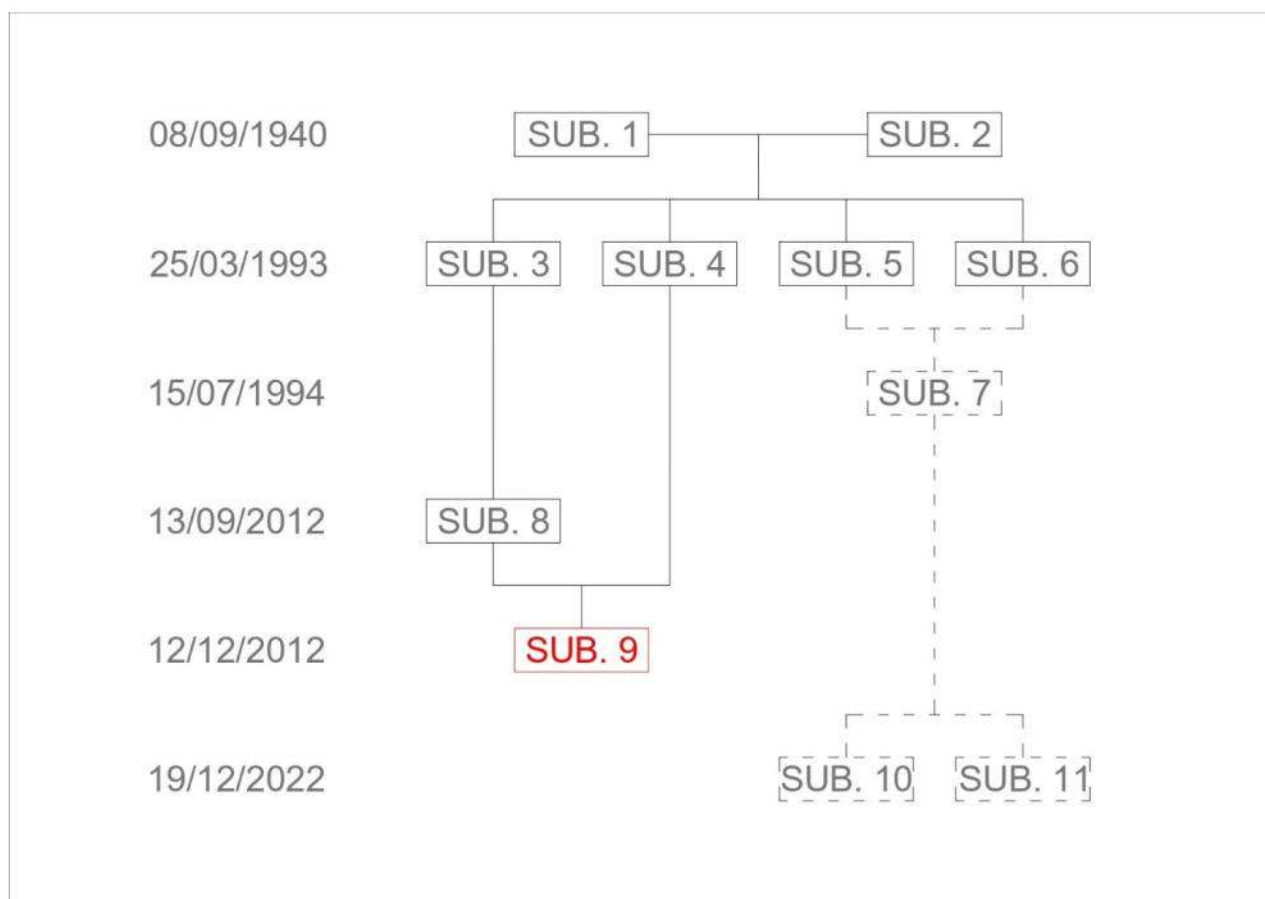 08/09/1940 SUB. 1 SUB. 2
25/03/1993 SUB. 3 SUB. 4 SUB. 5 SUB. 6
15/07/1994 SUB. 7
13/09/2012 SUB. 8
12/12/2012 SUB. 9
19/12/2022 SUB. 10 SUB. 11